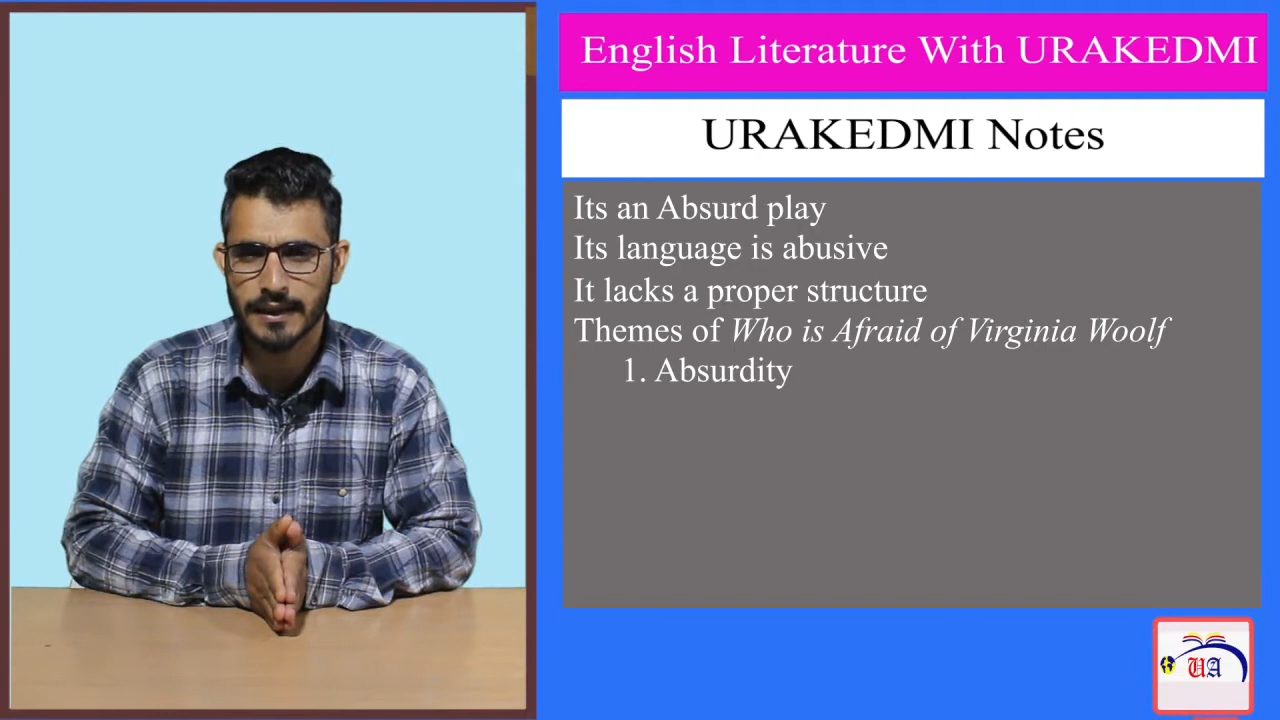 English Literature With URAKEDMI
URAKEDMI Notes
Its an Absurd play
Its language is abusive
It lacks a proper structure
Themes of Who is Afraid of Virginia Woolf
1. Absurdity
UA